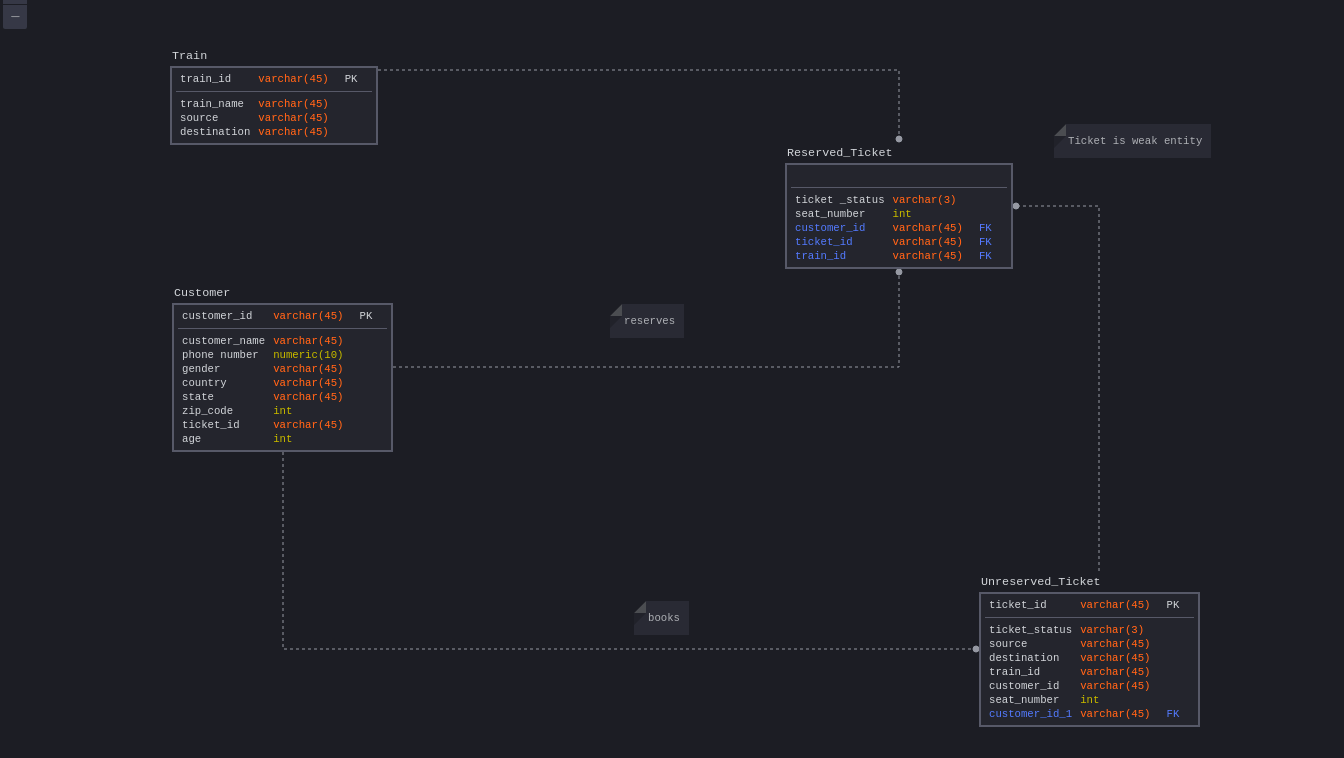 Train
train_id varchar(45) PK
train_name varchar(45)
source varchar(45)
destination varchar(45)
Reserved_Ticket
ticket _status varchar(3)
seat_number int
customer_id varchar(45) FK
ticket_id varchar(45) FK
train_id varchar(45) FK
Ticket is weak entity
Customer
customer_id varchar(45) PK
customer_name varchar(45)
phone number numeric(10)
gender varchar(45)
country varchar(45)
state varchar(45)
zip_code int
ticket_id varchar(45)
age int
reserves
books
Unreserved_Ticket
ticket_id varchar(45) PK
ticket_status varchar(3)
source varchar(45)
destination varchar(45)
train_id varchar(45)
customer_id varchar(45)
seat_number int
customer_id_1 varchar(45) FK